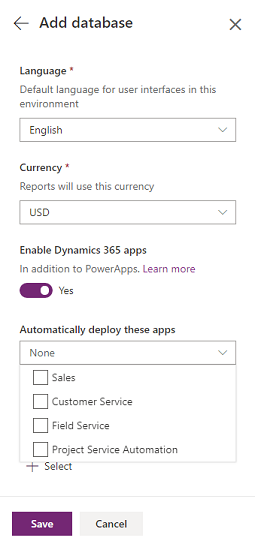 Add database
Language *
Default language for user interfaces in this
environment
English
Currency *
Reports will use this currency
USD
Enable Dynamics 365 apps
In addition to PowerApps. Learn more
Yes
Automatically deploy these apps
None
Sales
Customer Service
Field Service
Project Service Automation
Select
Save Cancel